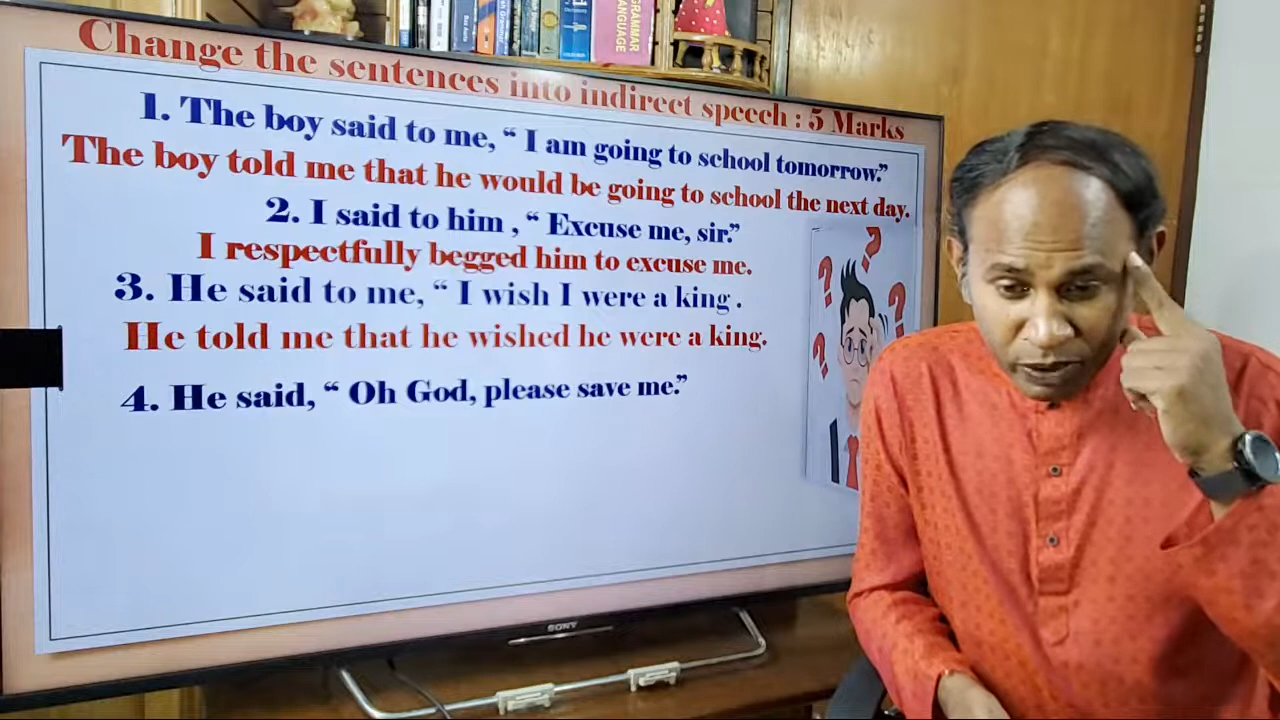 GRAMMAR
LANGUAGE
Change the sentences into indirect speech : 5 Marks
1. The boy said to me, “ I am going to school tomorrow.”
The boy told me that he would be going to school the next day.
2. I said to him , “ Excuse me, sir.”
I respectfully begged him to excuse me.
3. He said to me, “ I wish I were a king .
He told me that he wished he were a king.
4. He said, “ Oh God, please save me.”
? ? ? ?
SONY